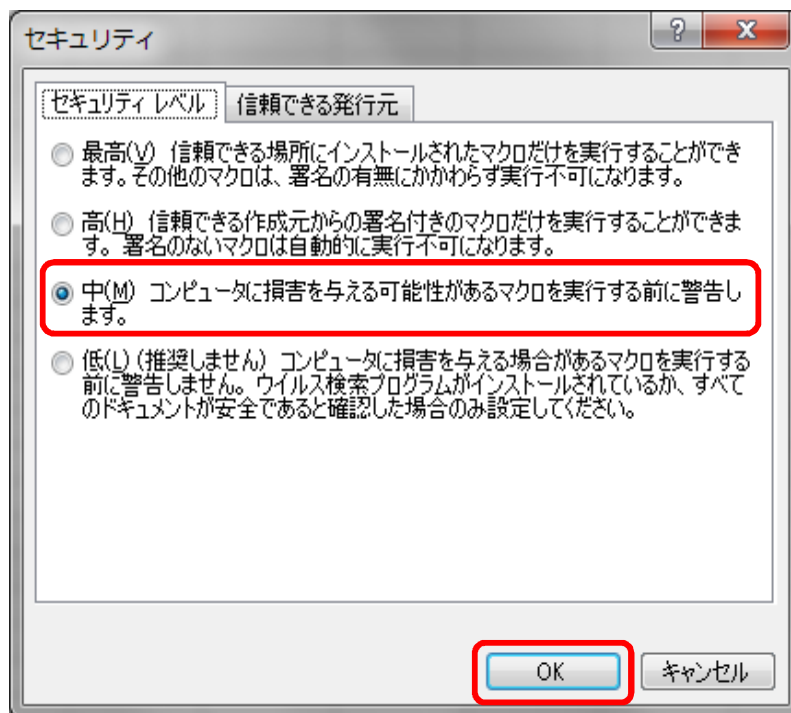 セキュリティ
?
X
セキュリティ レベル
信頼できる発行元
最高(V) 信頼できる場所にインストールされたマクロだけを実行することができ
ます。その他のマクロは、署名の有無にかかわらず実行不可になります。
高(H) 信頼できる作成元からの署名付きのマクロだけを実行することができま
す。署名のないマクロは自動的に実行不可になります。
中(M) コンピュータに損害を与える可能性があるマクロを実行する前に警告し
ます。
低(L) (推奨しません) コンピュータに損害を与える場合があるマクロを実行する
前に警告しません。ウイルス検索プログラムがインストールされているか、すべて
のドキュメントが安全であると確認した場合のみ設定してください。
OK
キャンセル